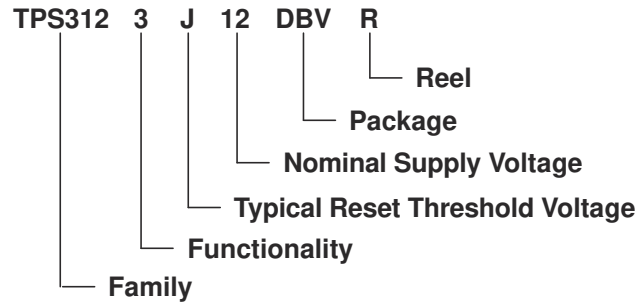 TPS312 3 J 12 DBV R
Reel
Package
Nominal Supply Voltage
Typical Reset Threshold Voltage
Functionality
Family